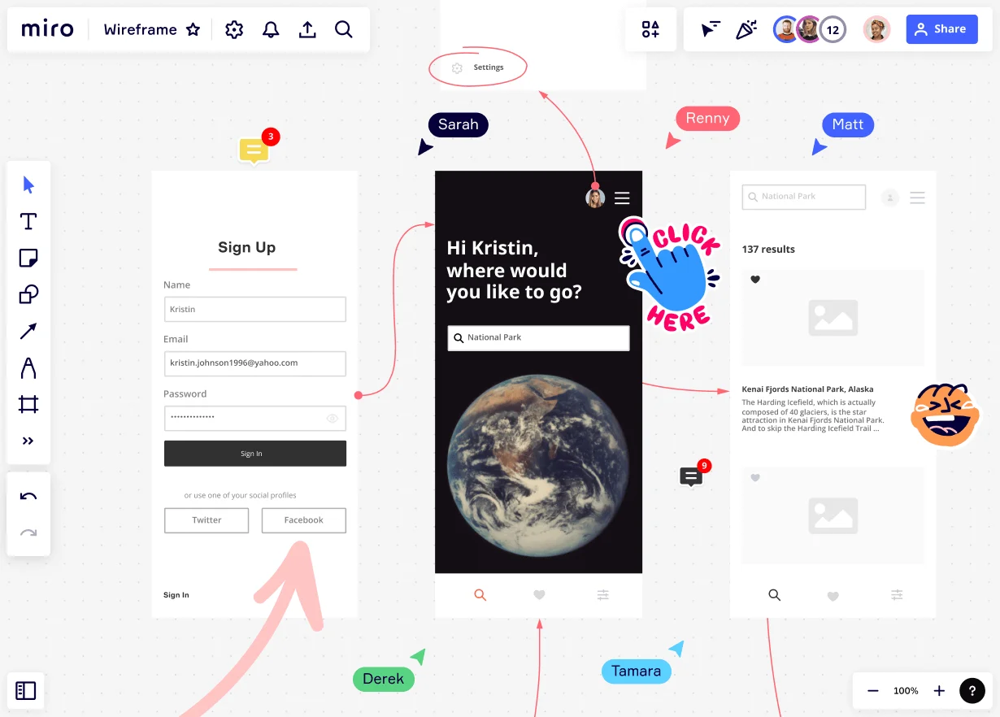 miro
Wireframe
12
Share
Settings
Sarah
Renny
Matt
3
Sign Up
Name
Kristin
Email
kristin.johnson1996@yahoo.com
Password
Sign In
or use one of your social profiles
Twitter
Facebook
Sign In
Hi Kristin,
where would
you like to go?
National Park
CLICK
HERE
National Park
137 results
Kenai Fjords National Park, Alaska
The Harding Icefield, which is actually
composed of 40 glaciers, is the star
attraction in Kenai Fjords National Park.
And to skip the Harding Icefield Trail ...
9
Derek
Tamara
100%
?